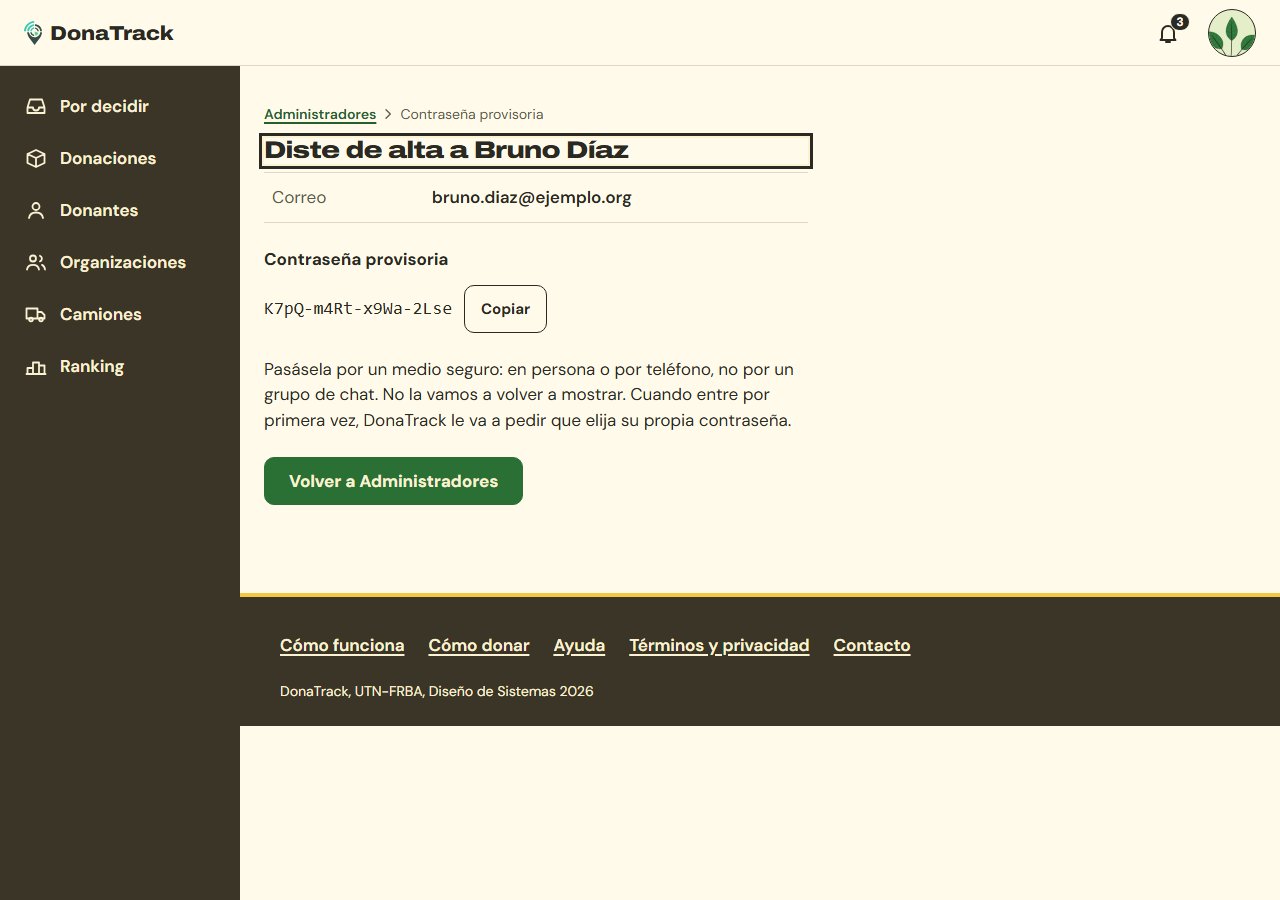 DonaTrack
3
Por decidir
Donaciones
Donantes
Organizaciones
Camiones
Ranking
Administradores > Contraseña provisoria
Diste de alta a Bruno Díaz
Correo bruno.diaz@ejemplo.org
Contraseña provisoria
K7pQ-m4Rt-x9Wa-2Lse Copiar
Pasásela por un medio seguro: en persona o por teléfono, no por un
grupo de chat. No la vamos a volver a mostrar. Cuando entre por
primera vez, DonaTrack le va a pedir que elija su propia contraseña.
Volver a Administradores
Cómo funciona Cómo donar Ayuda Términos y privacidad Contacto
DonaTrack, UTN-FRBA, Diseño de Sistemas 2026